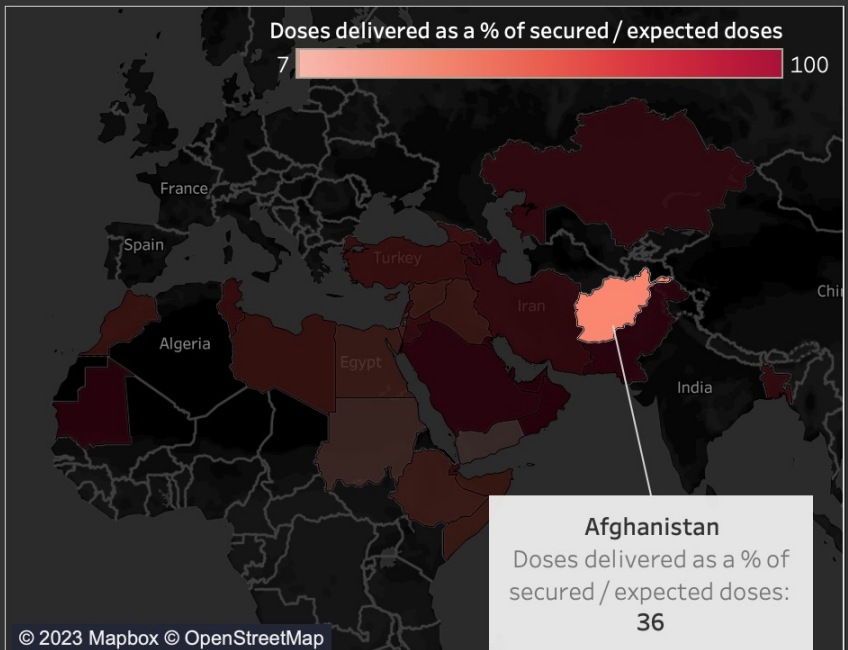 Doses delivered as a % of secured / expected doses
7
100
France
Spain
Turkey
Iran
Chi
Algeria
Egypt
India
Afghanistan
Doses delivered as a % of
secured / expected doses:
36
© 2023 Mapbox © OpenStreetMap